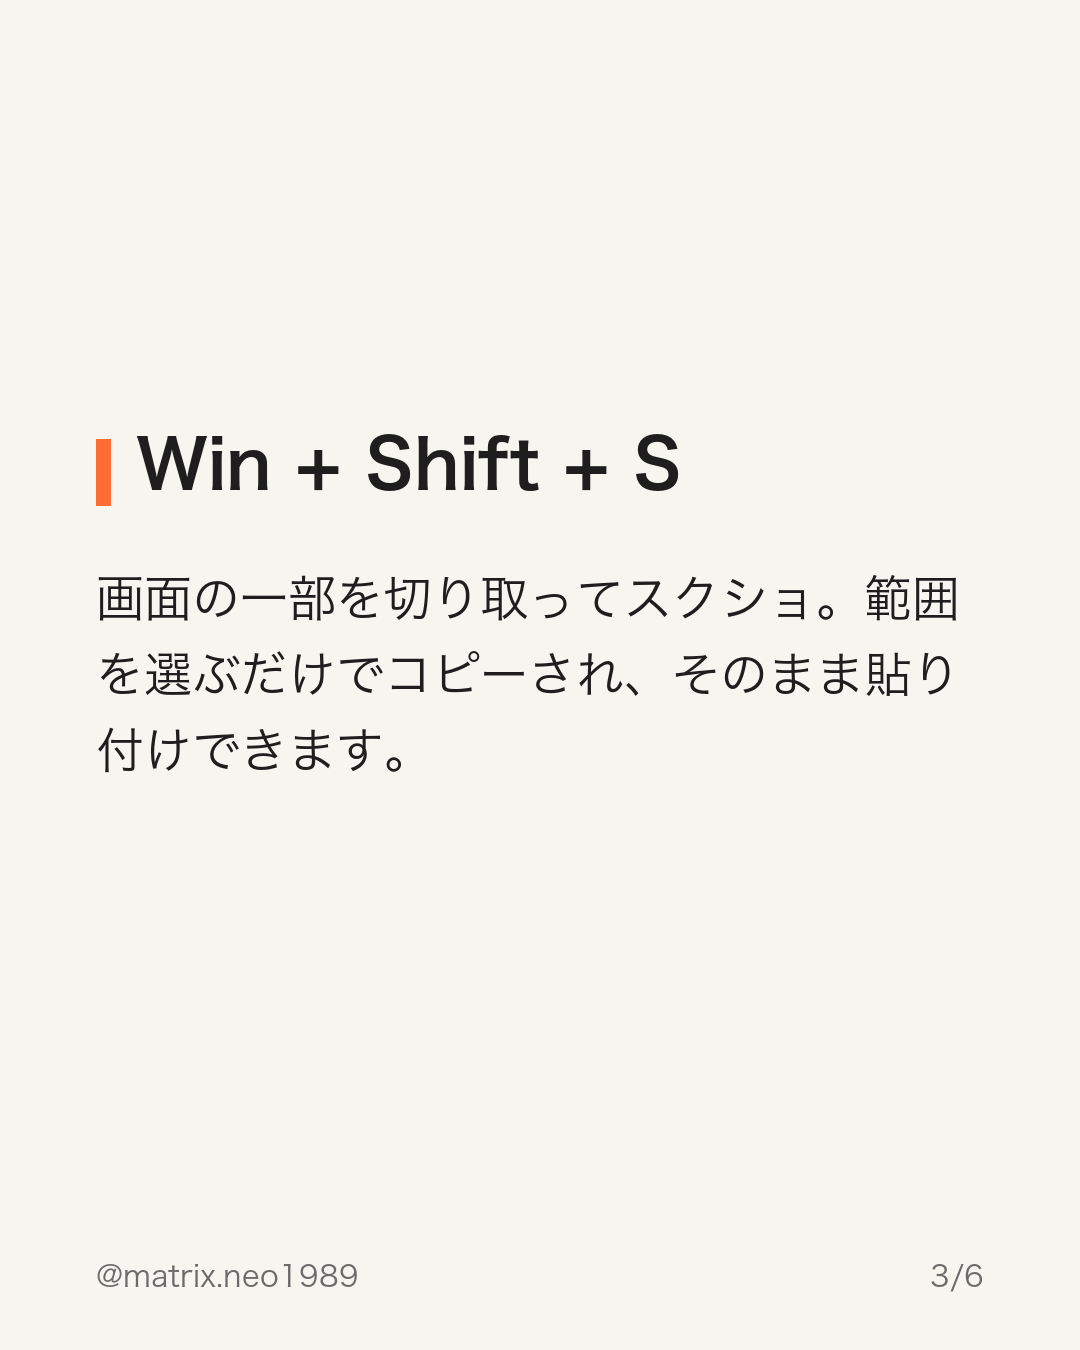 Win + Shift + S
画面の一部を切り取ってスクショ。範囲
を選ぶだけでコピーされ、そのまま貼り
付けできます。
@matrix.neo1989
3/6